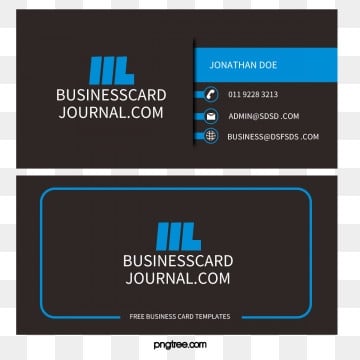 BUSINESSCARD
JOURNAL.COM
JONATHAN DOE
011 9228 3213
ADMIN@SDSD .COM
BUSINESS@DSFSDS .COM
BUSINESSCARD
JOURNAL.COM
FREE BUSINESS CARD TEMPLATES
pngtree.com